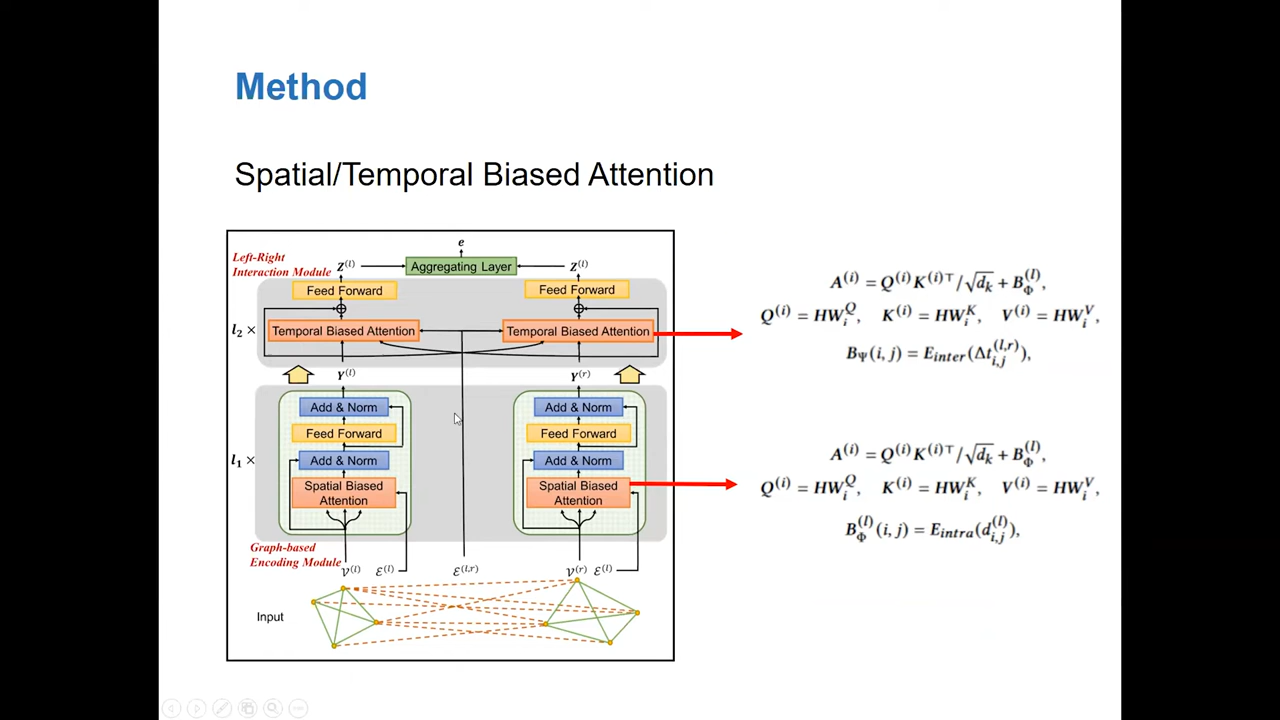 Method
Spatial/Temporal Biased Attention
e
Left-Right
Interaction Module
Z^(l)
Aggregating Layer
Z^(l)
Feed Forward
Feed Forward
l₂ ×
Temporal Biased Attention
Temporal Biased Attention
Y^(l)
Y^(r)
Add & Norm
Add & Norm
Feed Forward
Feed Forward
l₁ ×
Add & Norm
Add & Norm
Spatial Biased
Attention
Spatial Biased
Attention
Graph-based
Encoding Module
𝒱^(l)
ℰ^(l)
ℰ^(l,r)
𝒱^(r)
ℰ^(l)
Input
A^(i) = Q^(i) K^(i)⊤ / √d_k + B_Φ^(l),
Q^(i) = HW_i^Q, K^(i) = HW_i^K, V^(i) = HW_i^V,
B_Ψ(i, j) = E_inter(Δt_{i,j}^(l,r)),
A^(i) = Q^(i) K^(i)⊤ / √d_k + B_Φ^(l),
Q^(i) = HW_i^Q, K^(i) = HW_i^K, V^(i) = HW_i^V,
B_Φ^(l)(i, j) = E_intra(d_{i,j}^(l)),